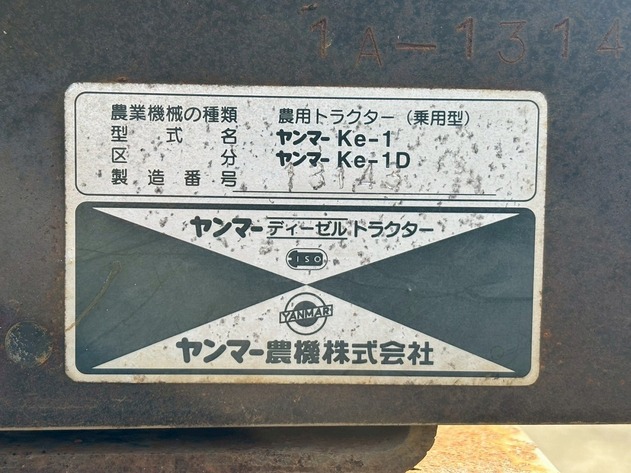 1A-1314
農業機械の種類 農用トラクター（乗用型）
型式名 ヤンマー Ke-1
区分 ヤンマー Ke-1D
製造番号
ヤンマーディーゼルトラクター
ISO
YANMAR
ヤンマー農機株式会社